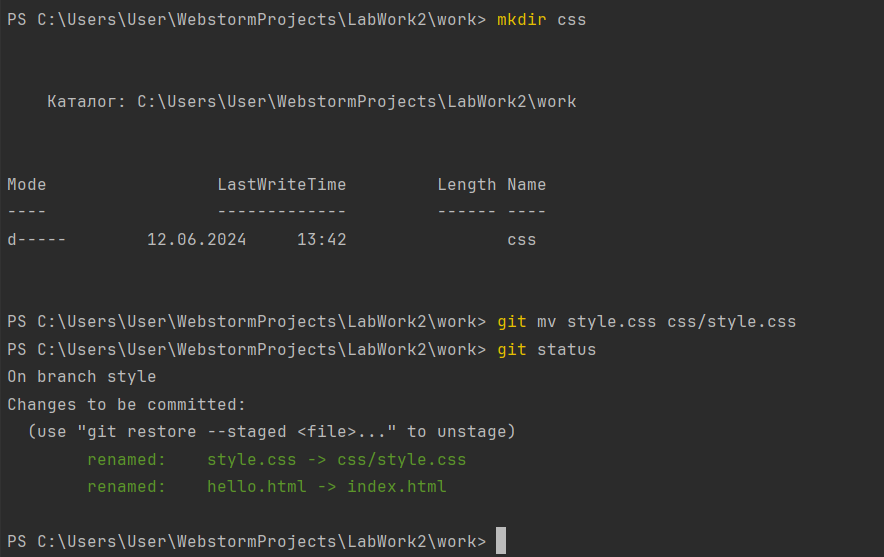 PS C:\Users\User\WebstormProjects\LabWork2\work> mkdir css
Каталог: C:\Users\User\WebstormProjects\LabWork2\work
Mode                 LastWriteTime         Length Name
----                 -------------         ------ ----
d-----        12.06.2024     13:42                css
PS C:\Users\User\WebstormProjects\LabWork2\work> git mv style.css css/style.css
PS C:\Users\User\WebstormProjects\LabWork2\work> git status
On branch style
Changes to be committed:
(use "git restore --staged <file>..." to unstage)
renamed:    style.css -> css/style.css
renamed:    hello.html -> index.html
PS C:\Users\User\WebstormProjects\LabWork2\work>